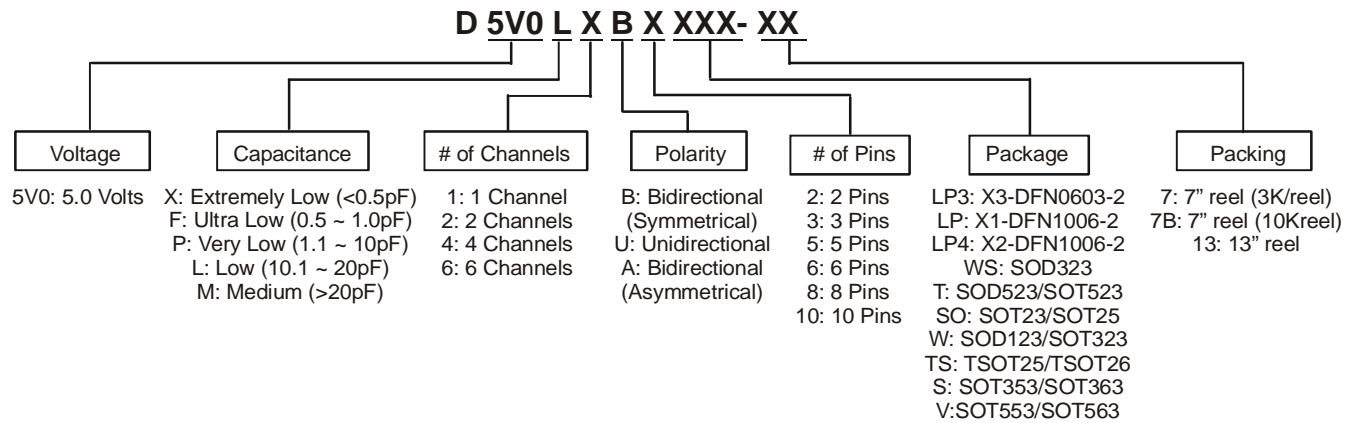 D 5V0 L X B X XXX- XX
Voltage
5V0: 5.0 Volts
Capacitance
X: Extremely Low (<0.5pF)
F: Ultra Low (0.5 ~ 1.0pF)
P: Very Low (1.1 ~ 10pF)
L: Low (10.1 ~ 20pF)
M: Medium (>20pF)
# of Channels
1: 1 Channel
2: 2 Channels
4: 4 Channels
6: 6 Channels
Polarity
B: Bidirectional
(Symmetrical)
U: Unidirectional
A: Bidirectional
(Asymmetrical)
# of Pins
2: 2 Pins
3: 3 Pins
5: 5 Pins
6: 6 Pins
8: 8 Pins
10: 10 Pins
Package
LP3: X3-DFN0603-2
LP: X1-DFN1006-2
LP4: X2-DFN1006-2
WS: SOD323
T: SOD523/SOT523
SO: SOT23/SOT25
W: SOD123/SOT323
TS: TSOT25/TSOT26
S: SOT353/SOT363
V:SOT553/SOT563
Packing
7: 7” reel (3K/reel)
7B: 7” reel (10Kreel)
13: 13” reel